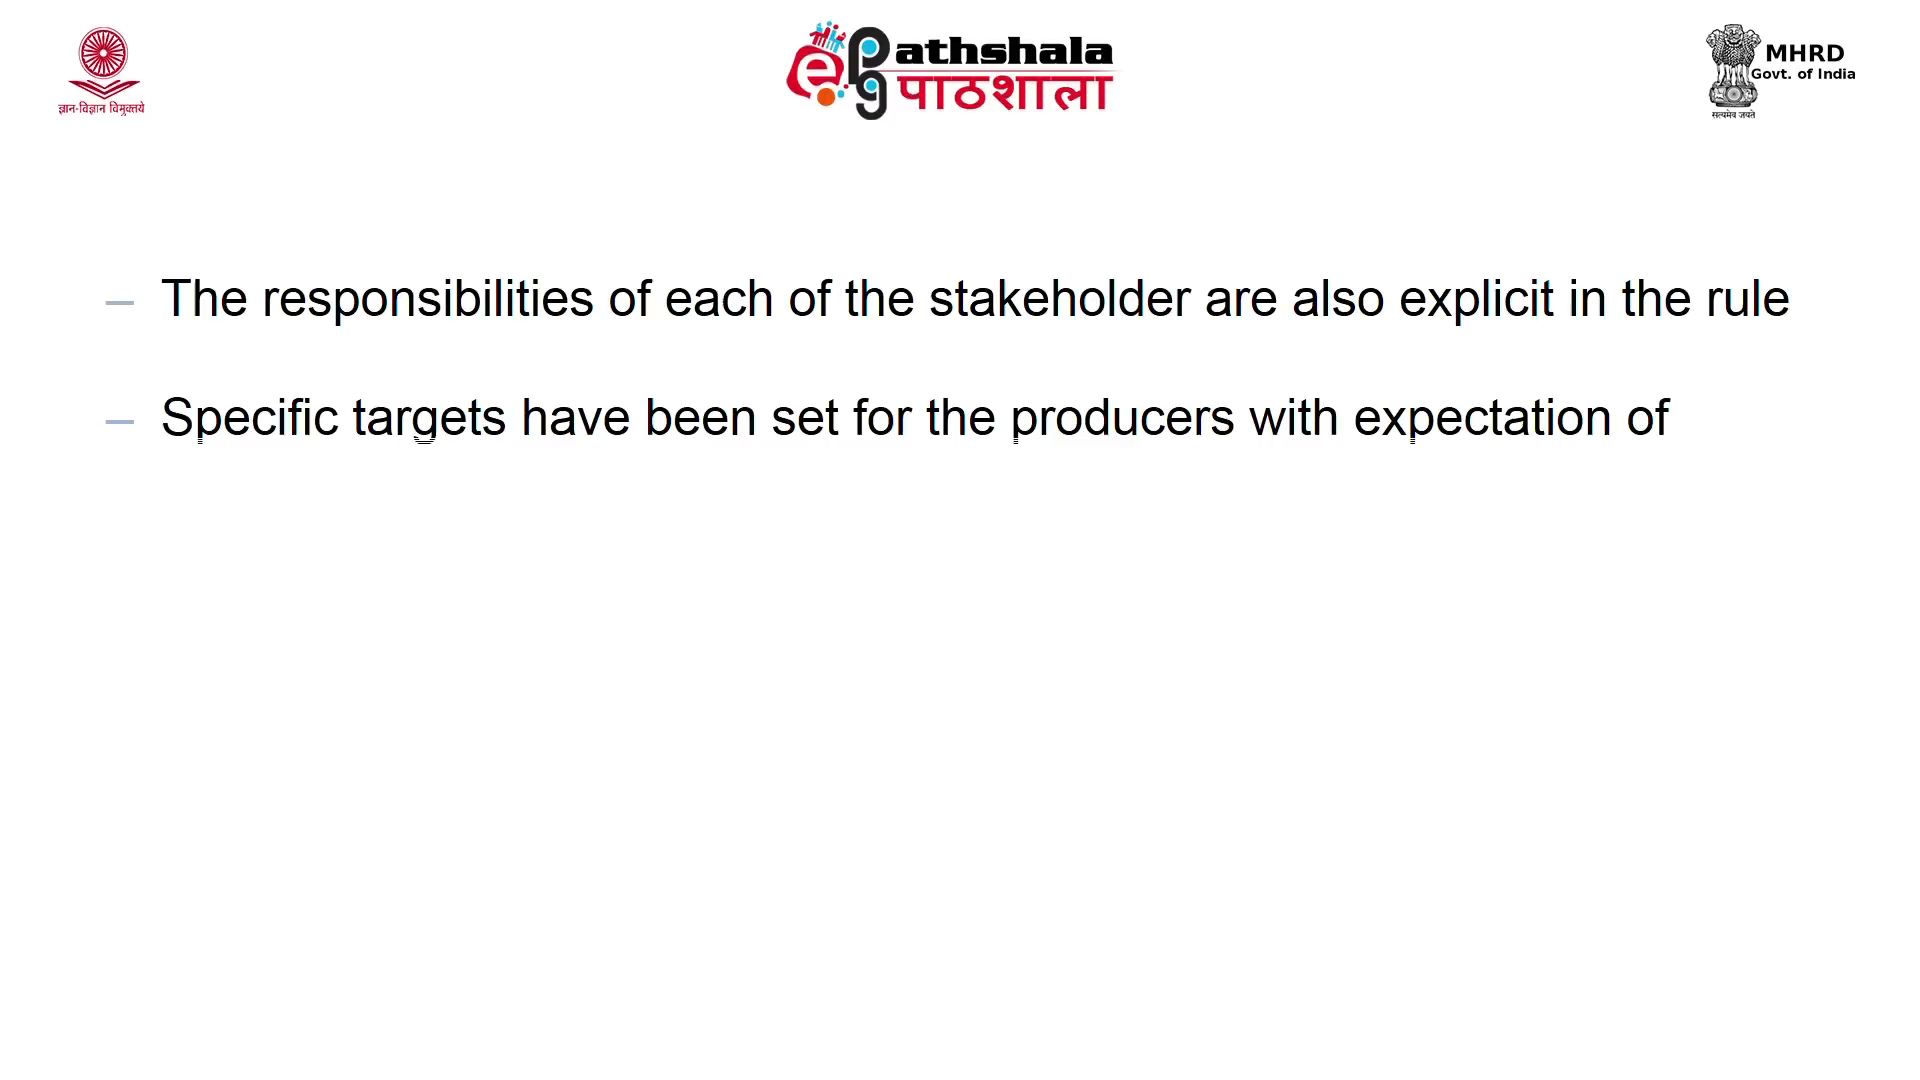 ज्ञान-विज्ञान विमुक्तये
athshala
पाठशाला
MHRD
Govt. of India
सत्यमेव जयते
– The responsibilities of each of the stakeholder are also explicit in the rule
– Specific targets have been set for the producers with expectation of